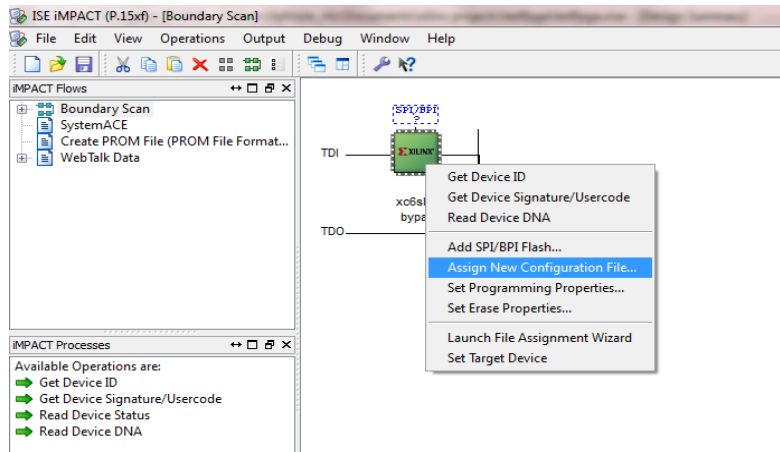 ISE iMPACT (P.15xf) - [Boundary Scan]
File Edit View Operations Output Debug Window Help
iMPACT Flows
Boundary Scan
SystemACE
Create PROM File (PROM File Format...
WebTalk Data
SPI/BPI
?
TDI
XILINX
TDO
Get Device ID
Get Device Signature/Usercode
Read Device DNA
Add SPI/BPI Flash...
Assign New Configuration File...
Set Programming Properties...
Set Erase Properties...
Launch File Assignment Wizard
Set Target Device
iMPACT Processes
Available Operations are:
Get Device ID
Get Device Signature/Usercode
Read Device Status
Read Device DNA